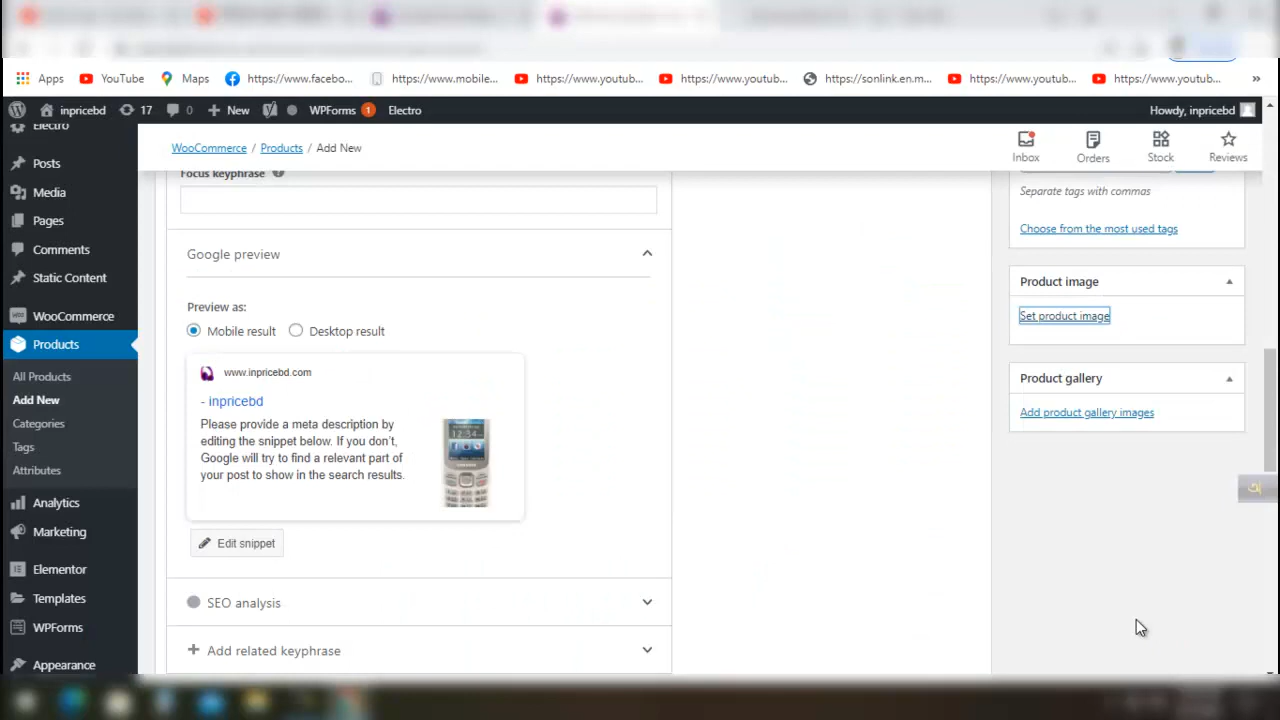 Apps
YouTube
Maps
https://www.facebo...
https://www.mobile...
https://www.youtub...
https://www.youtub...
https://sonlink.en.m...
https://www.youtub...
https://www.youtub...
»
inpricebd
17
0
New
WPForms 1
Electro
Howdy, inpricebd
Electro
Posts
Media
Pages
Comments
Static Content
WooCommerce
Products
All Products
Add New
Categories
Tags
Attributes
Analytics
Marketing
Elementor
Templates
WPForms
Appearance
WooCommerce / Products / Add New
Inbox
Orders
Stock
Reviews
Focus keyphrase
Google preview
Preview as:
Mobile result
Desktop result
www.inpricebd.com
- inpricebd
Please provide a meta description by
editing the snippet below. If you don't,
Google will try to find a relevant part of
your post to show in the search results.
12:34
SAMSUNG
Edit snippet
SEO analysis
Add related keyphrase
Separate tags with commas
Choose from the most used tags
Product image
Set product image
Product gallery
Add product gallery images